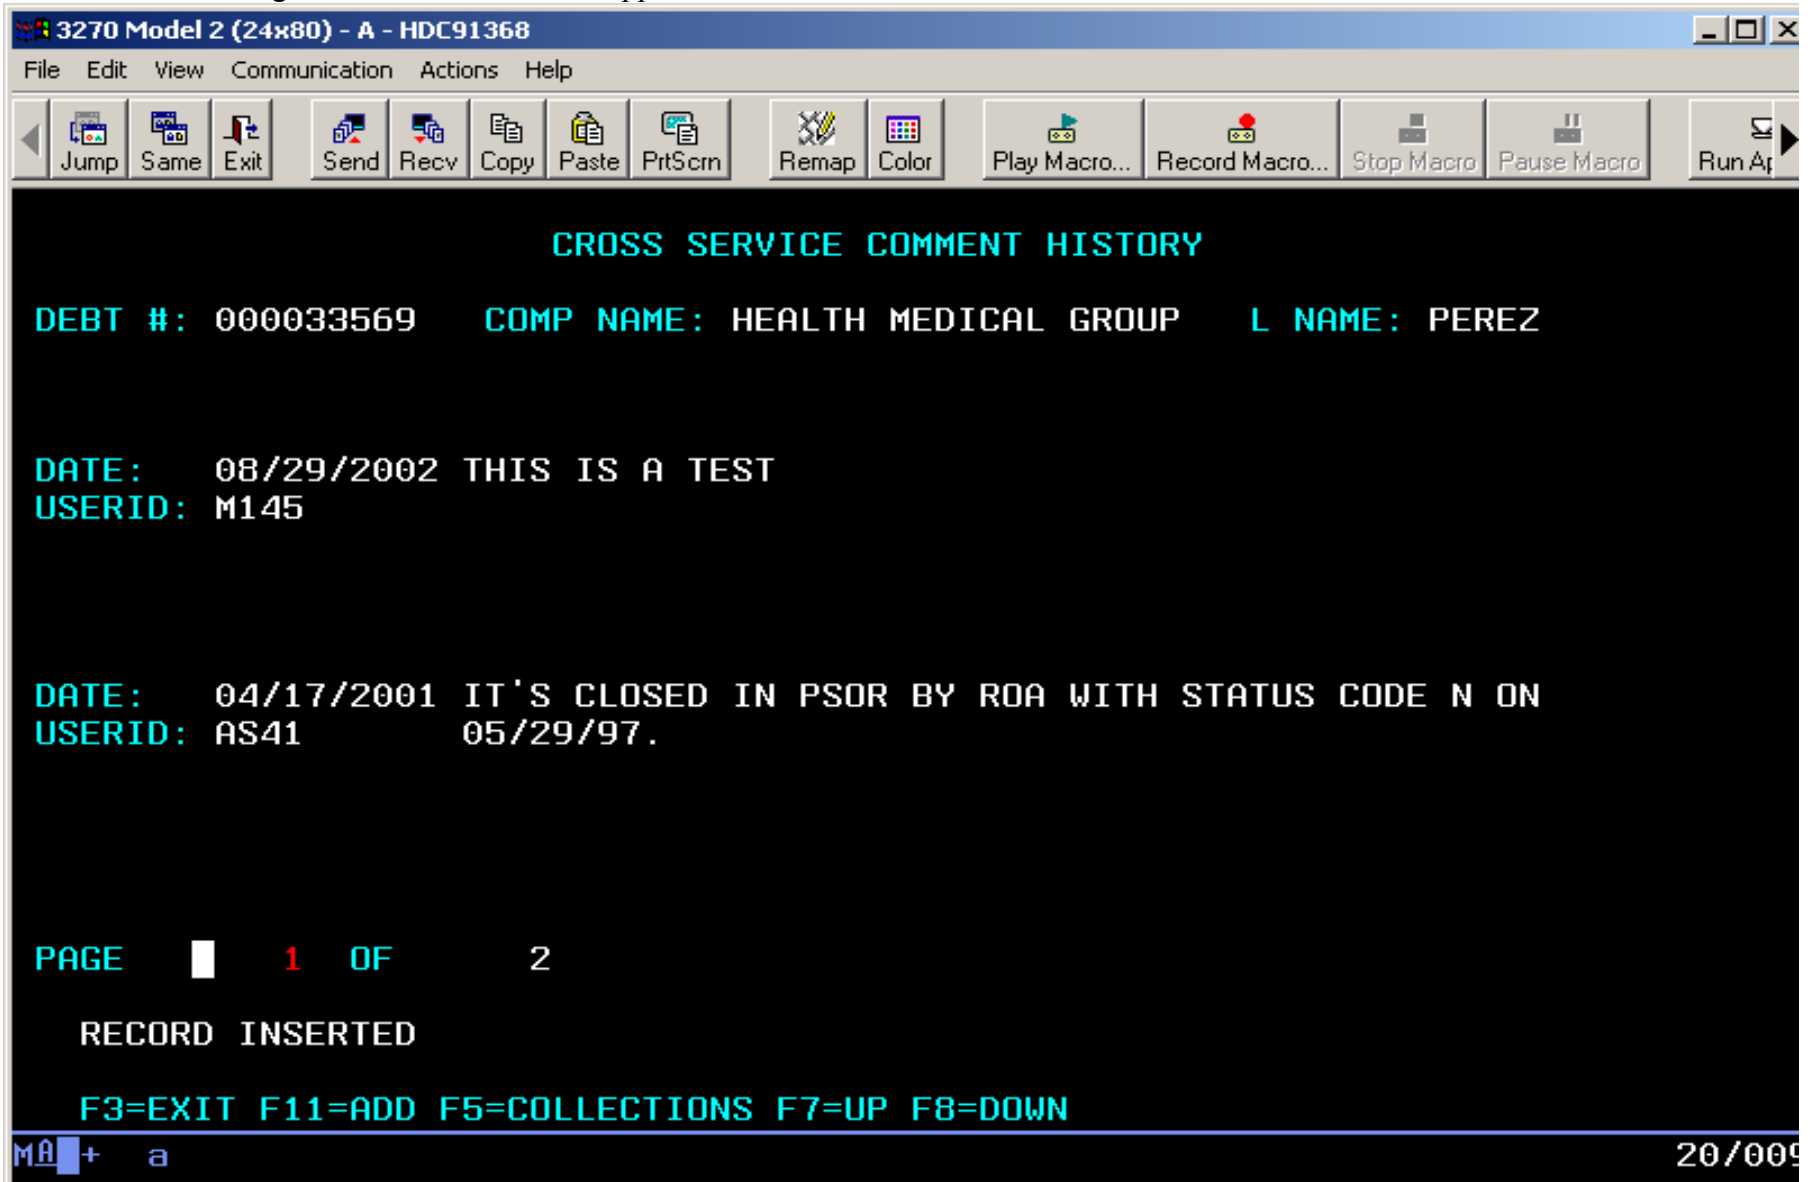 3270 Model 2 (24x80) - A - HDC91368
File Edit View Communication Actions Help
Jump Same Exit Send Recv Copy Paste PrtScrn Remap Color Play Macro... Record Macro... Stop Macro Pause Macro Run
CROSS SERVICE COMMENT HISTORY
DEBT #: 000033569 COMP NAME: HEALTH MEDICAL GROUP L NAME: PEREZ
DATE: 08/29/2002 THIS IS A TEST
USERID: M145
DATE: 04/17/2001 IT'S CLOSED IN PSOR BY ROA WITH STATUS CODE N ON
USERID: AS41 05/29/97.
PAGE 1 OF 2
RECORD INSERTED
F3=EXIT F11=ADD F5=COLLECTIONS F7=UP F8=DOWN
MA + a 20/009